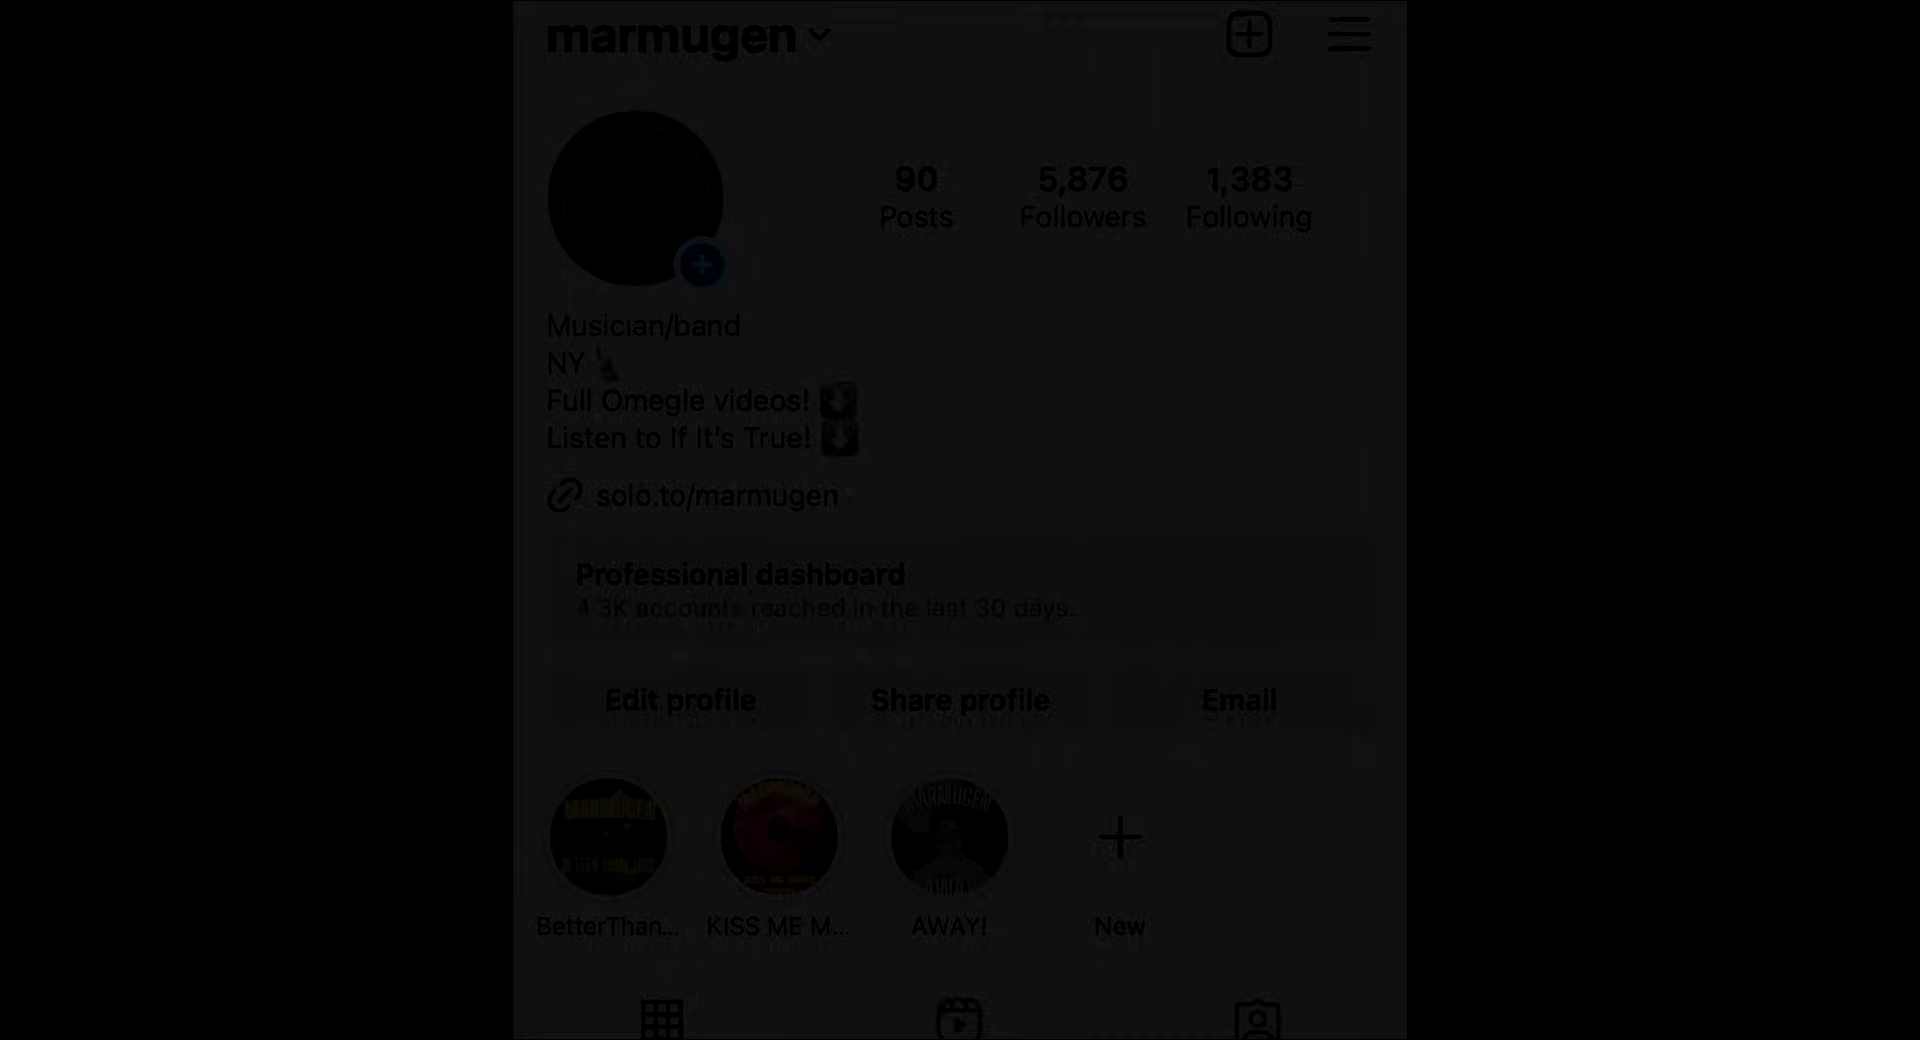 marmugen
90 5,876 1,383
Posts Followers Following
Musician/band
NY
Full Omegle videos!
Listen to If It's True!
solo.to/marmugen
Professional dashboard
4.3K accounts reached in the last 30 days.
Edit profile Share profile Email
MARMUGEN
MARMUGEN
BetterThan... KISS ME M... AWAY! New